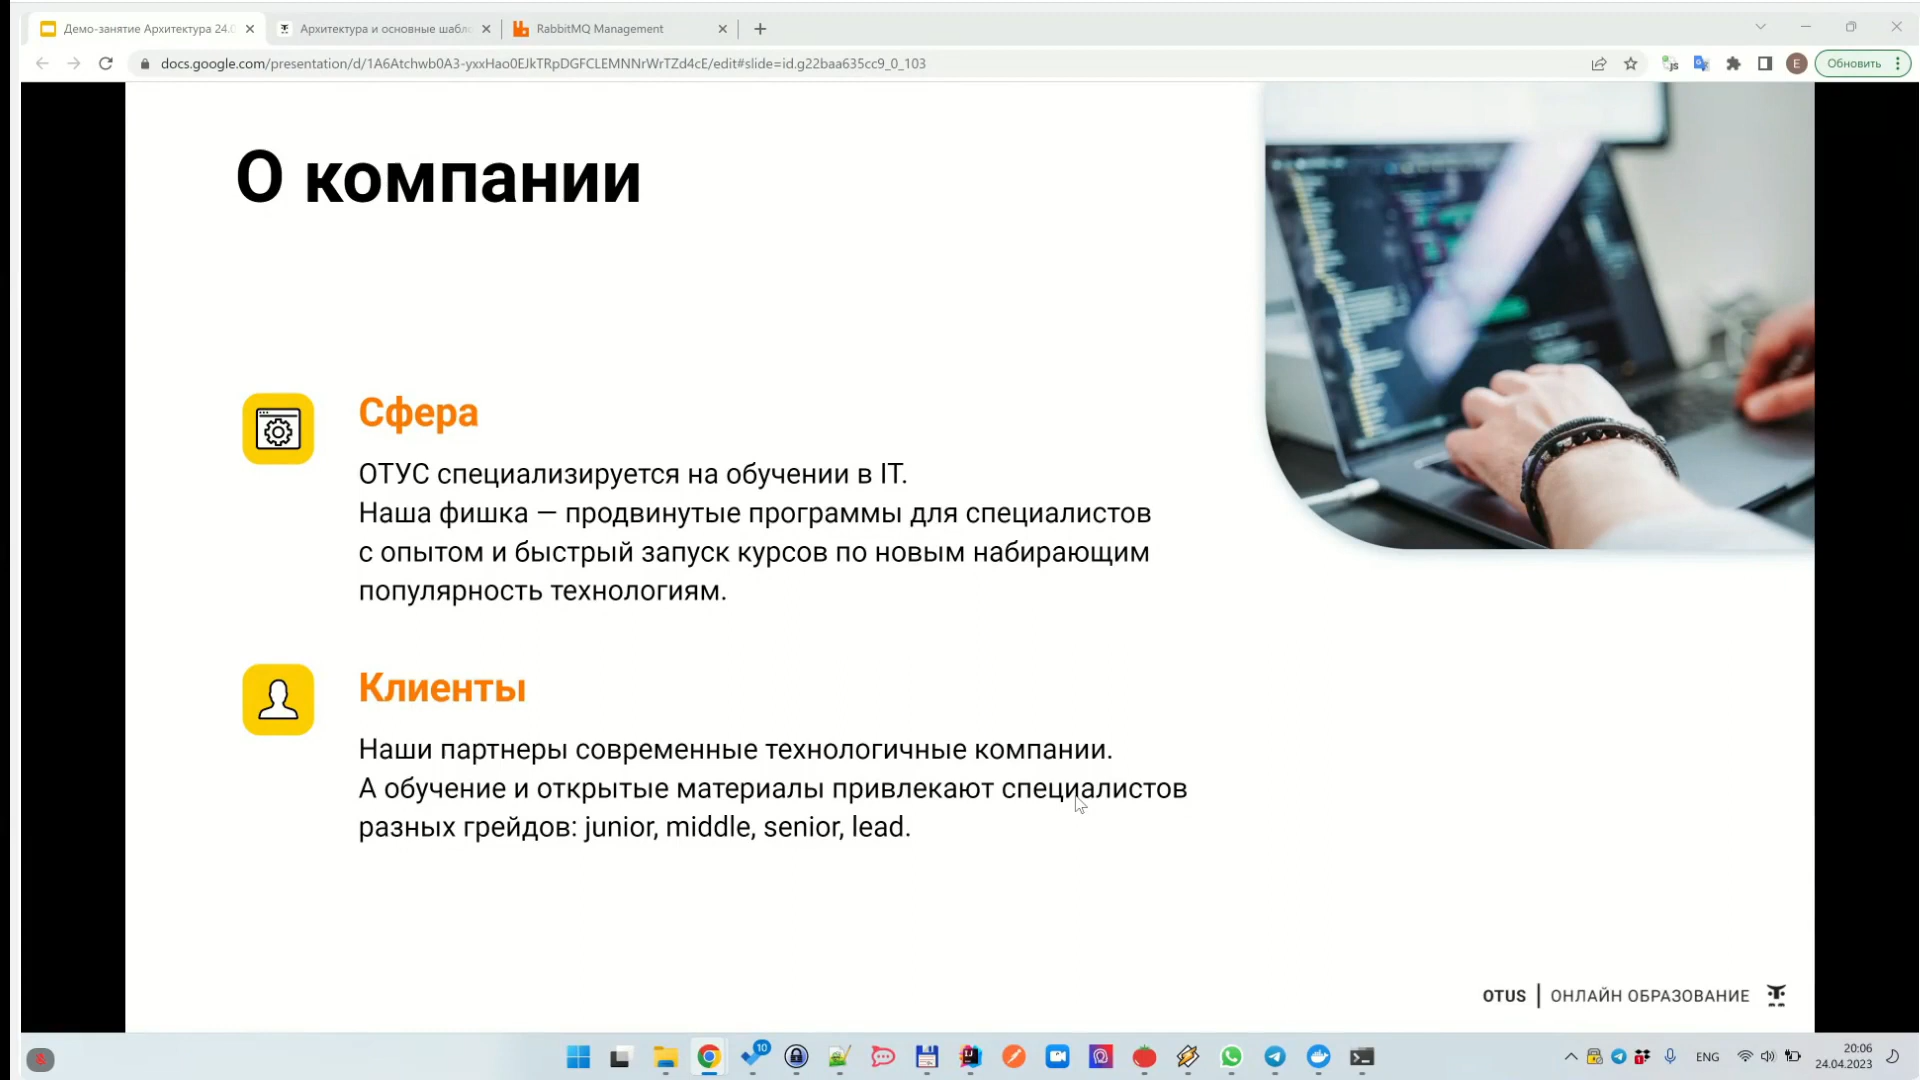 Демо-занятие Архитектура 24.0
Архитектура и основные шабло
RabbitMQ Management
docs.google.com/presentation/d/1A6Atchwb0A3-yxxHao0EJkTRpDGFCLEMNNrWrTZd4cE/edit#slide=id.g22baa635cc9_0_103
E
Обновить
О компании
Сфера
ОТУС специализируется на обучении в IT.
Наша фишка — продвинутые программы для специалистов
с опытом и быстрый запуск курсов по новым набирающим
популярность технологиям.
Клиенты
Наши партнеры современные технологичные компании.
А обучение и открытые материалы привлекают специалистов
разных грейдов: junior, middle, senior, lead.
OTUS | ОНЛАЙН ОБРАЗОВАНИЕ
10
ENG
20:06
24.04.2023